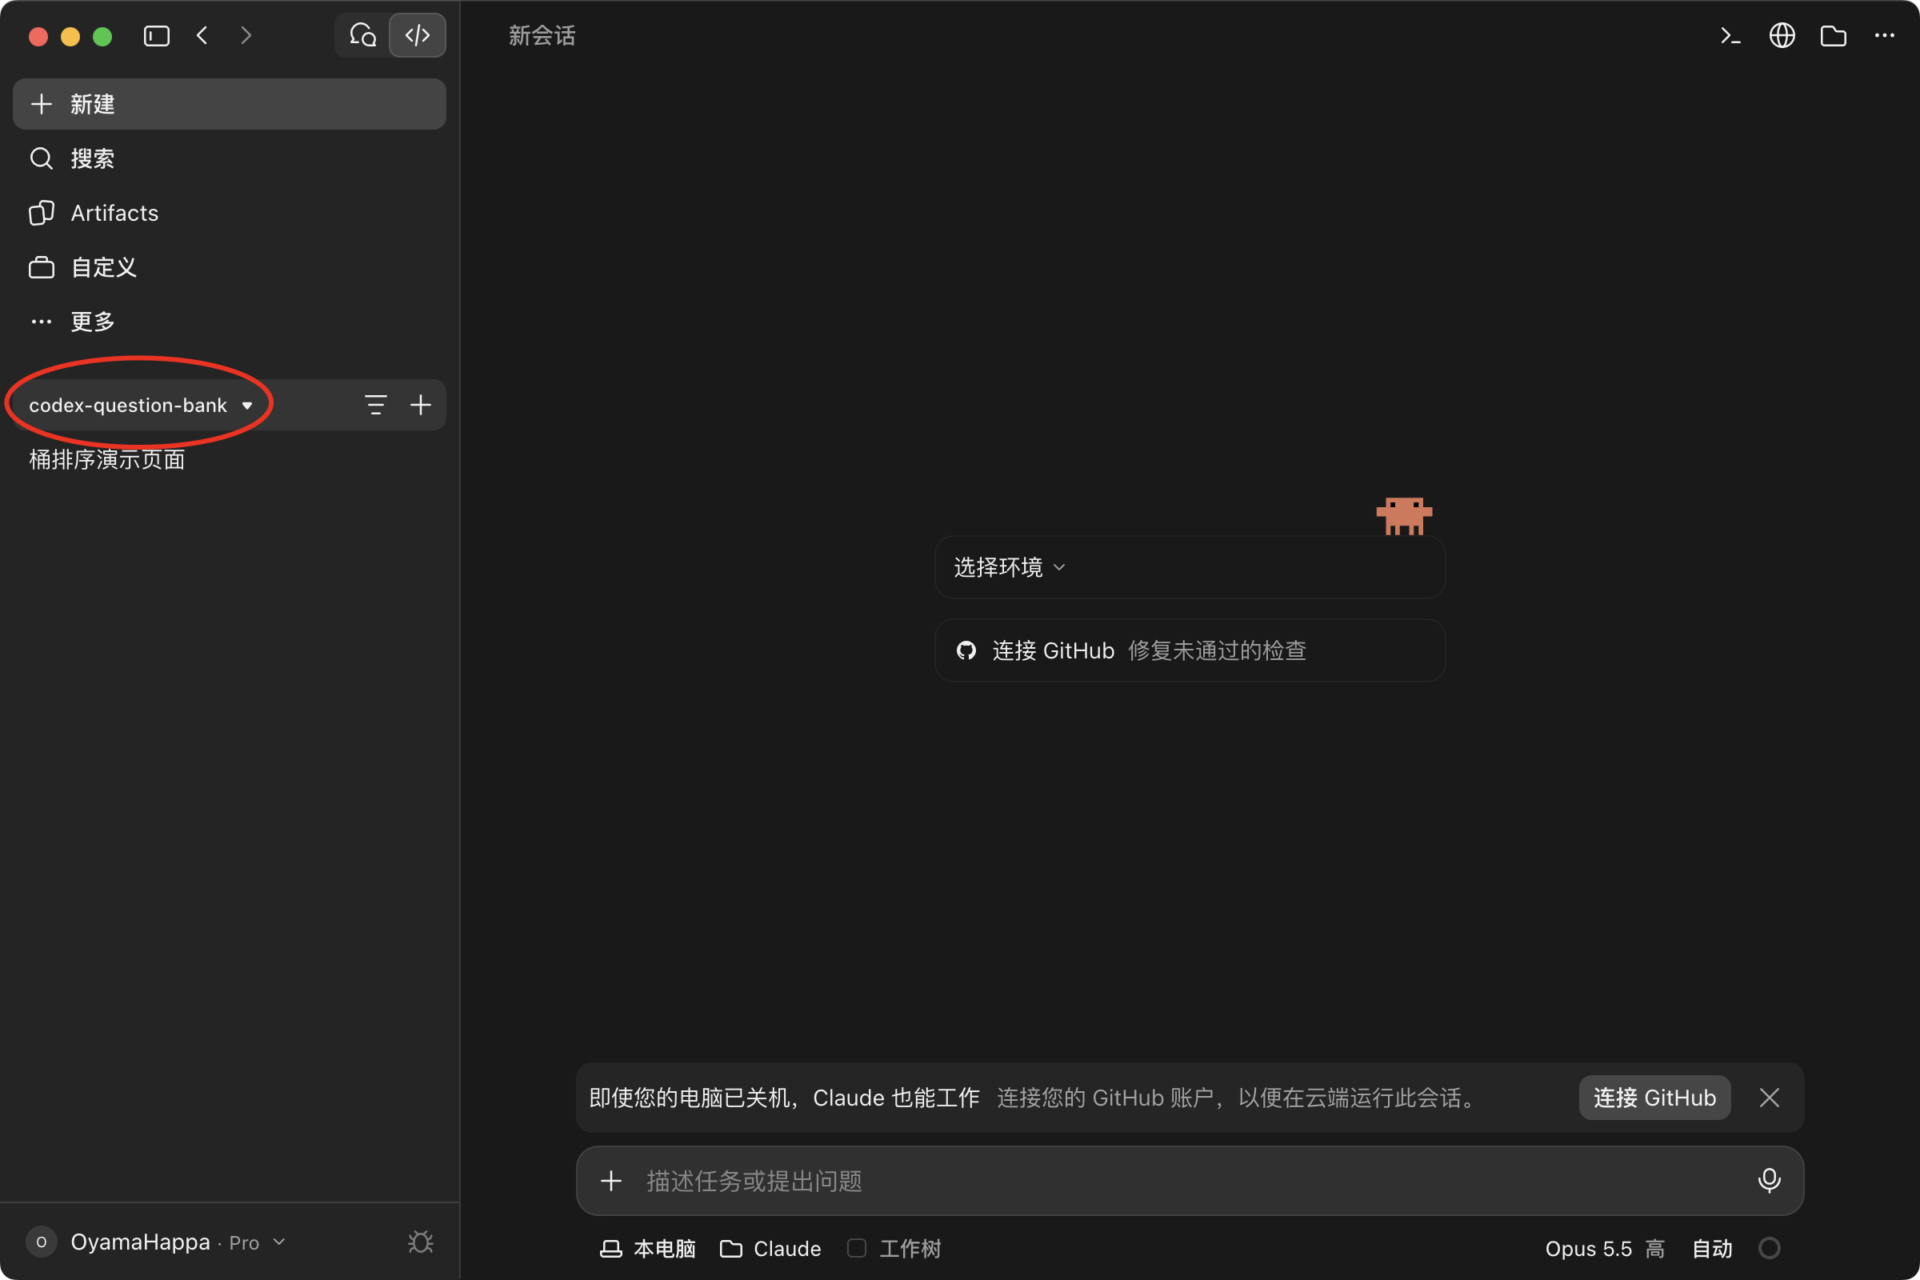 新会话
新建
搜索
Artifacts
自定义
更多
codex-question-bank
桶排序演示页面
选择环境
连接 GitHub 修复未通过的检查
即使您的电脑已关机，Claude 也能工作 连接您的 GitHub 账户，以便在云端运行此会话。 连接 GitHub
描述任务或提出问题
本电脑 Claude 工作树 Opus 5.5 高 自动
O OyamaHappa · Pro